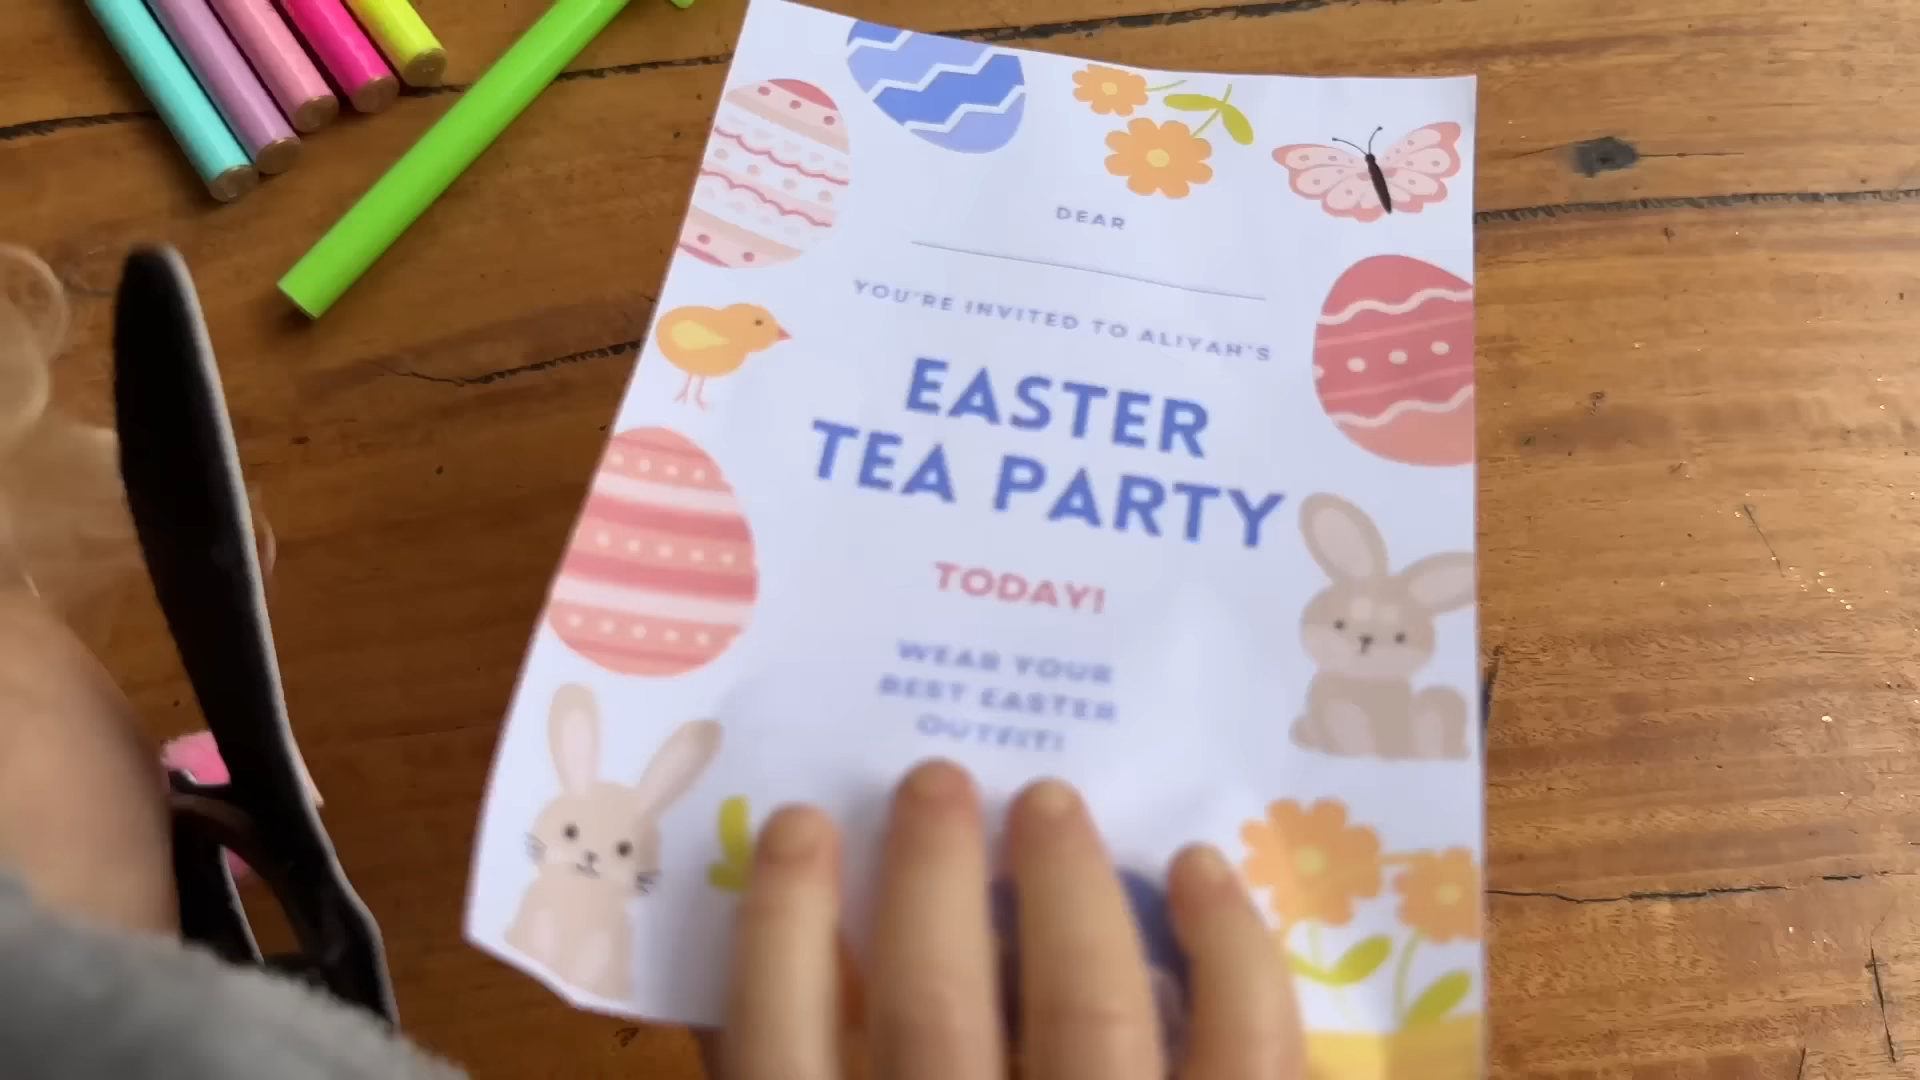 DEAR
YOU'RE INVITED TO ALIYAH'S
EASTER
TEA PARTY
TODAY!
WEAR YOUR
BEST EASTER
OUTFIT!